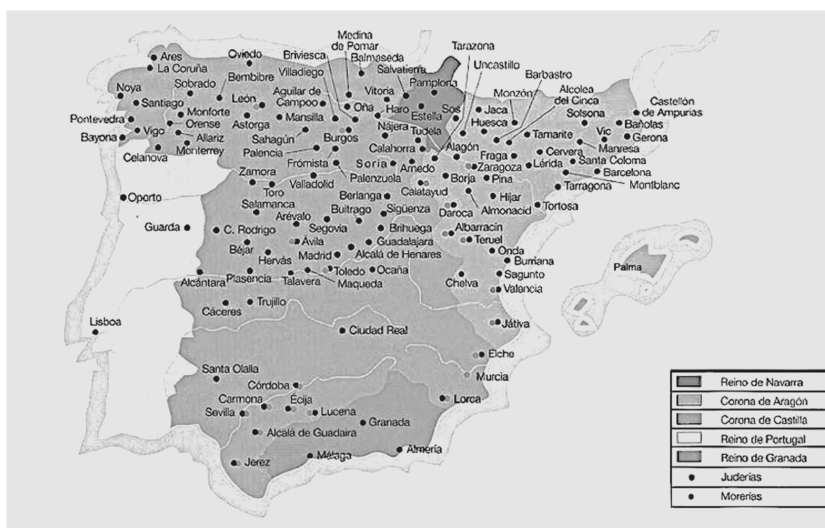 Medina
de Pomar
Balmaseda
Salvatierra
Pamplona
Tarazona
Uncastillo
Barbastro
Alcolea
del Cinca
Castellón
de Ampurias
Ares
La Coruña
Oviedo
Briviesca
Villadiego
Bembibre
Sobrado
Noya
Santiago
Monforte
León
Aguilar de
Campoo
Oña
Vitoria
Haro
Estella
Sos
Jaca
Monzón
Solsona
Bañolas
Pontevedra
Orense
Astorga
Mansilla
Huesca
Vic
Gerona
Bayona
Vigo
Allariz
Sahagún
Burgos
Nájera
Tudela
Tamarite
Manresa
Celanova
Monterrey
Palencia
Calahorra
Alagón
Cervera
Santa Coloma
Frómista
Soria
Arnedo
Fraga
Zaragoza
Lérida
Barcelona
Zamora
Valladolid
Palenzuela
Borja
Pina
Montblanc
Toro
Calatayud
Tarragona
Oporto
Salamanca
Berlanga
Híjar
Arévalo
Buitrago
Sigüenza
Daroca
Almonacid
Tortosa
Guarda
C. Rodrigo
Segovia
Brihuega
Albarracín
Teruel
Ávila
Guadalajara
Onda
Béjar
Madrid
Alcalá de Henares
Hervás
Burriana
Palma
Alcántara
Plasencia
Toledo
Ocaña
Chelva
Sagunto
Talavera
Maqueda
Valencia
Cáceres
Trujillo
Lisboa
Ciudad Real
Játiva
Elche
Santa Olalla
Murcia
Córdoba
Carmona
Écija
Lorca
Sevilla
Lucena
Granada
Alcalá de Guadaira
Almería
Jerez
Málaga
Reino de Navarra
Corona de Aragón
Corona de Castilla
Reino de Portugal
Reino de Granada
Juderías
Morerías